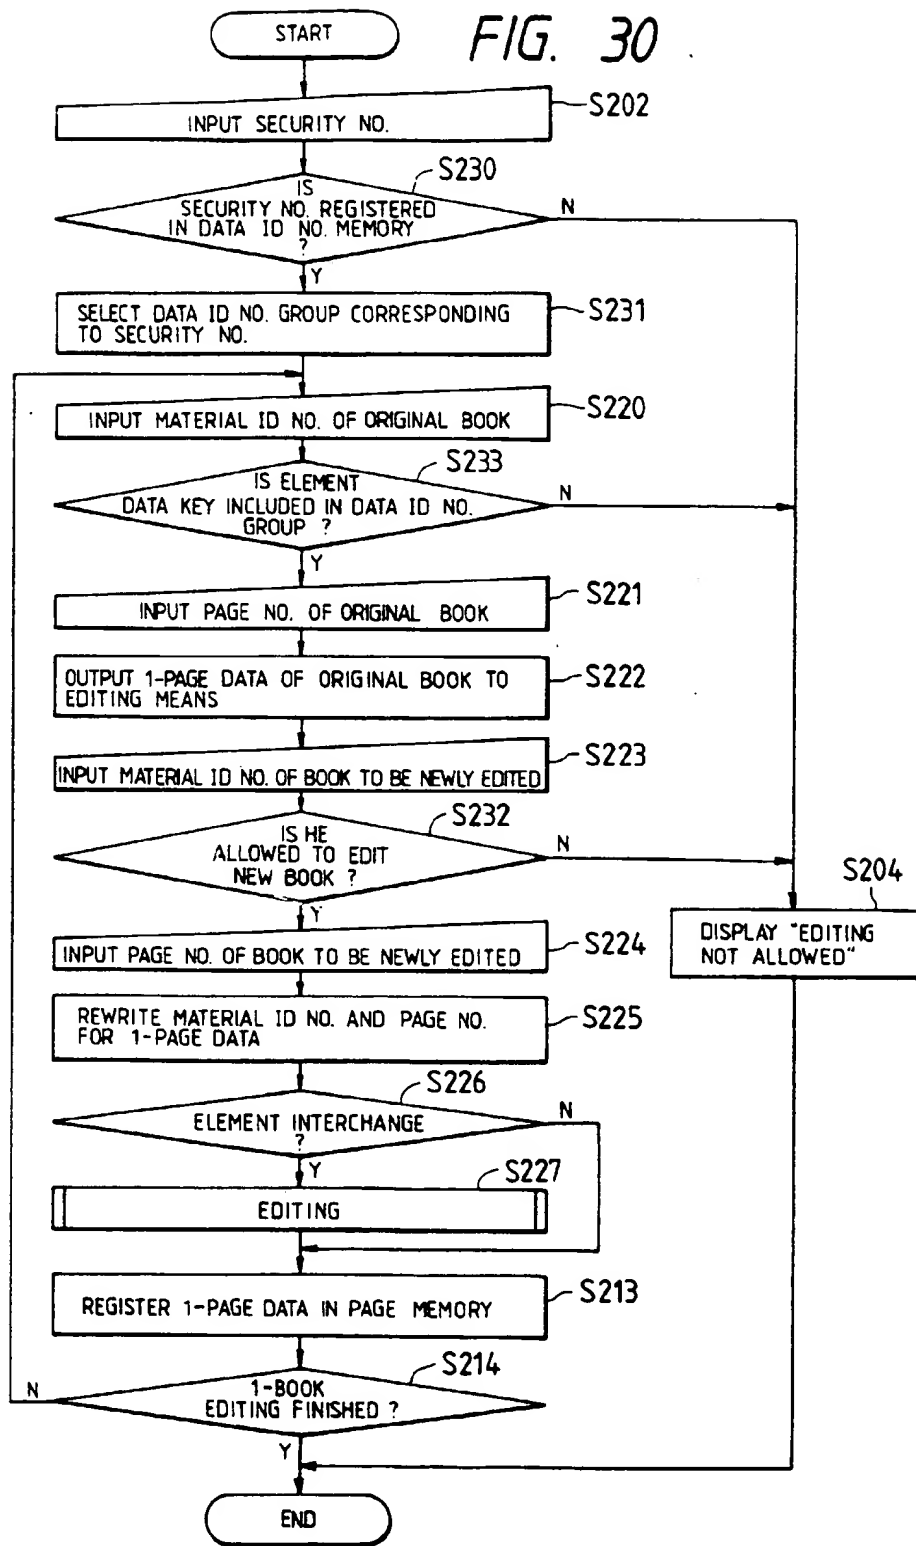 START
FIG. 30
INPUT SECURITY NO.
S202
IS
SECURITY NO. REGISTERED
IN DATA ID NO. MEMORY
?
S230
N
Y
SELECT DATA ID NO. GROUP CORRESPONDING
TO SECURITY NO.
S231
INPUT MATERIAL ID NO. OF ORIGINAL BOOK
S220
IS ELEMENT
DATA KEY INCLUDED IN DATA ID NO.
GROUP ?
S233
N
Y
INPUT PAGE NO. OF ORIGINAL BOOK
S221
OUTPUT 1-PAGE DATA OF ORIGINAL BOOK TO
EDITING MEANS
S222
INPUT MATERIAL ID NO. OF BOOK TO BE NEWLY EDITED
S223
IS HE
ALLOWED TO EDIT
NEW BOOK ?
S232
N
Y
S204
DISPLAY "EDITING
NOT ALLOWED"
INPUT PAGE NO. OF BOOK TO BE NEWLY EDITED
S224
REWRITE MATERIAL ID NO. AND PAGE NO.
FOR 1-PAGE DATA
S225
ELEMENT INTERCHANGE
?
S226
N
Y
EDITING
S227
REGISTER 1-PAGE DATA IN PAGE MEMORY
S213
1-BOOK
EDITING FINISHED ?
S214
N
Y
END